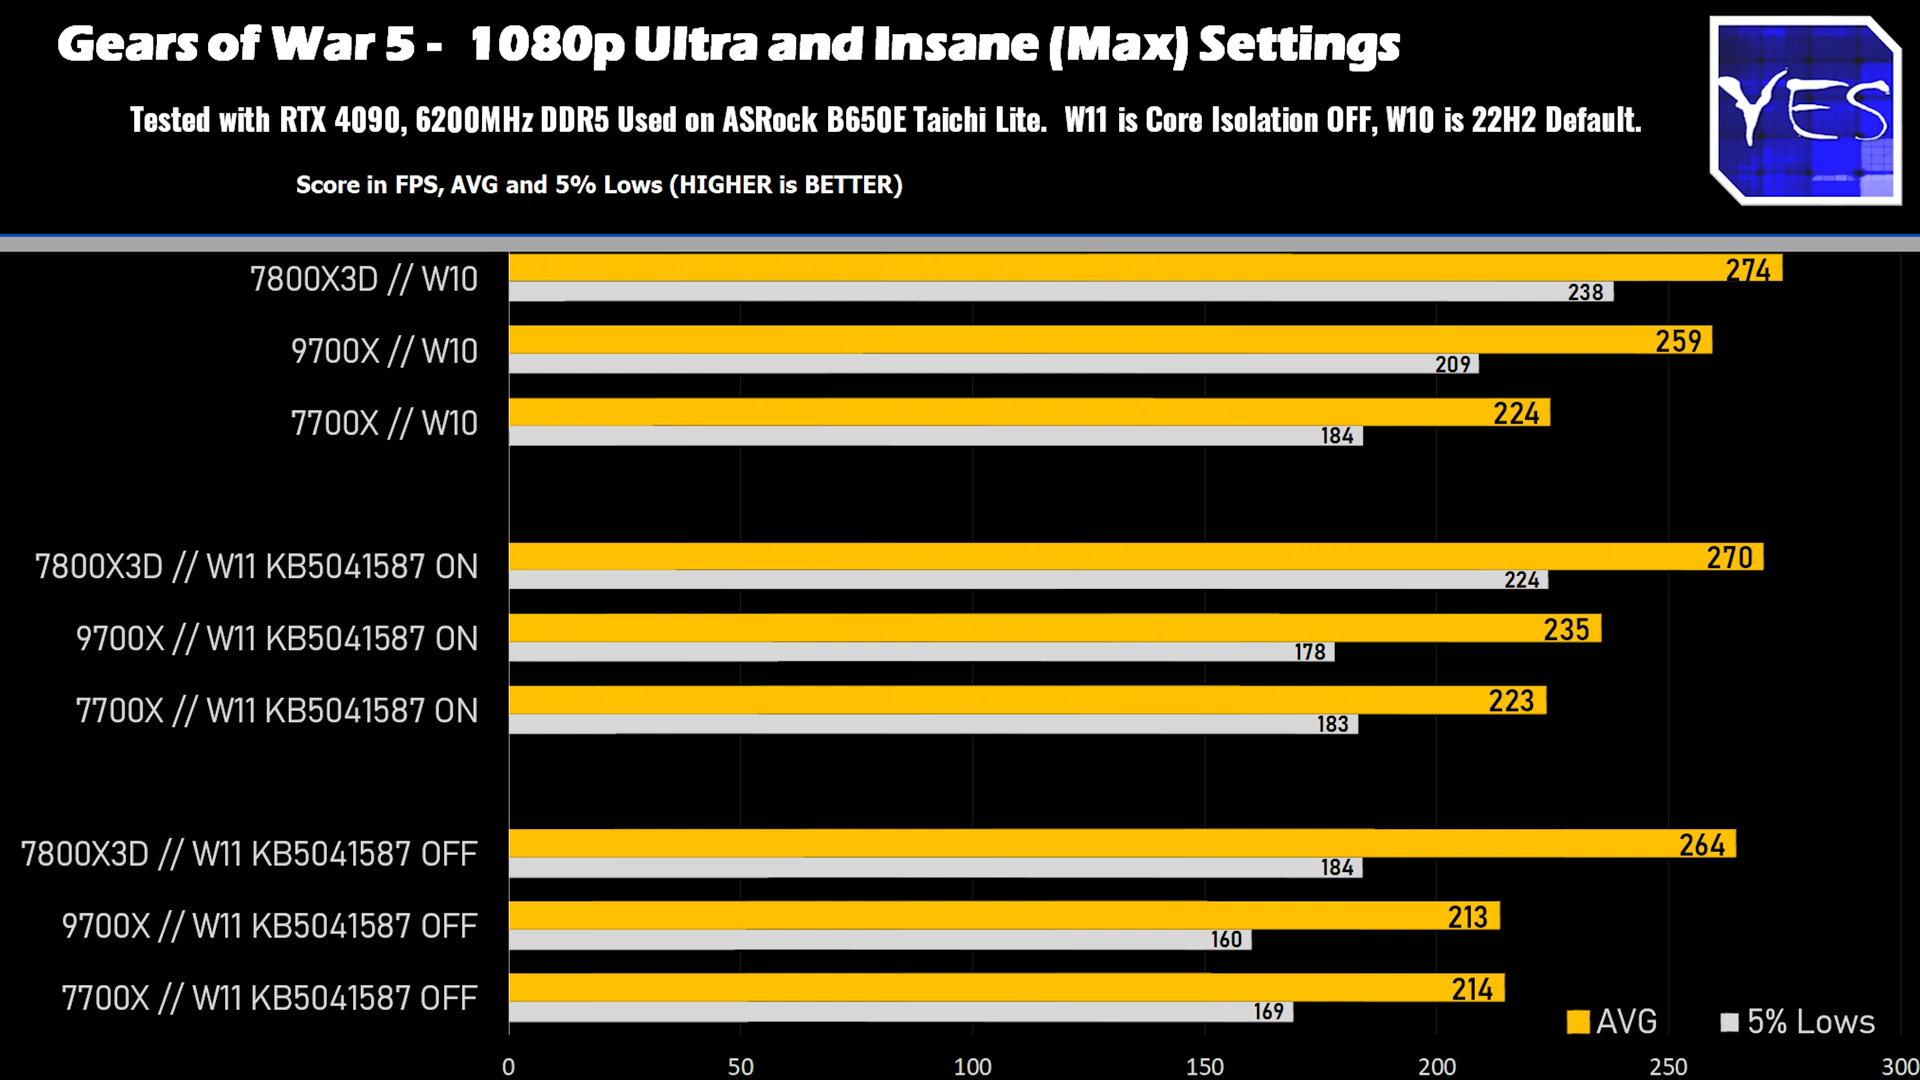 Gears of War 5 - 1080p Ultra and Insane (Max) Settings
YES
Tested with RTX 4090, 6200MHz DDR5 Used on ASRock B650E Taichi Lite. W11 is Core Isolation OFF, W10 is 22H2 Default.
Score in FPS, AVG and 5% Lows (HIGHER is BETTER)
7800X3D // W10 274
238
9700X // W10 259
209
7700X // W10 224
184
7800X3D // W11 KB5041587 ON 270
224
9700X // W11 KB5041587 ON 235
178
7700X // W11 KB5041587 ON 223
183
7800X3D // W11 KB5041587 OFF 264
184
9700X // W11 KB5041587 OFF 213
160
7700X // W11 KB5041587 OFF 214
169
AVG 5% Lows
0 50 100 150 200 250 300